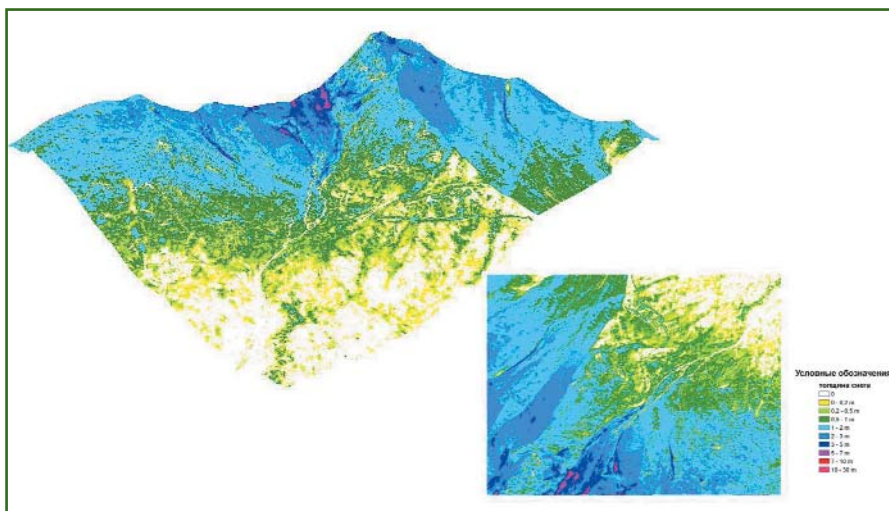 Условные обозначения
толщина снега
0
0 - 0,2 m
0,2 - 0,5 m
0,5 - 1 m
1 - 2 m
2 - 3 m
3 - 5 m
5 - 7 m
7 - 10 m
10 - 30 m